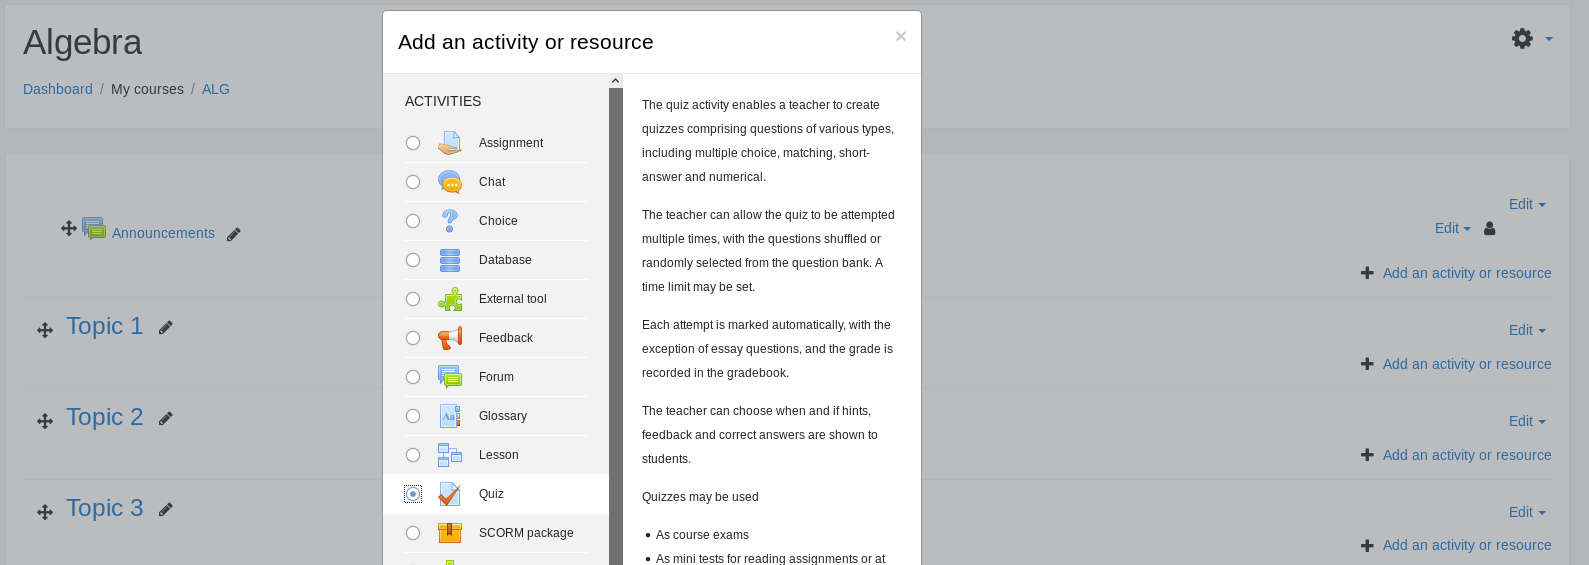 Algebra
Dashboard / My courses / ALG
Add an activity or resource
×
ACTIVITIES
Assignment
Chat
Choice
Database
External tool
Feedback
Forum
Glossary
Lesson
Quiz
SCORM package
The quiz activity enables a teacher to create
quizzes comprising questions of various types,
including multiple choice, matching, short-
answer and numerical.
The teacher can allow the quiz to be attempted
multiple times, with the questions shuffled or
randomly selected from the question bank. A
time limit may be set.
Each attempt is marked automatically, with the
exception of essay questions, and the grade is
recorded in the gradebook.
The teacher can choose when and if hints,
feedback and correct answers are shown to
students.
Quizzes may be used
• As course exams
• As mini tests for reading assignments or at
Edit
Announcements
Edit
Add an activity or resource
Topic 1
Edit
Add an activity or resource
Topic 2
Edit
Add an activity or resource
Topic 3
Edit
Add an activity or resource